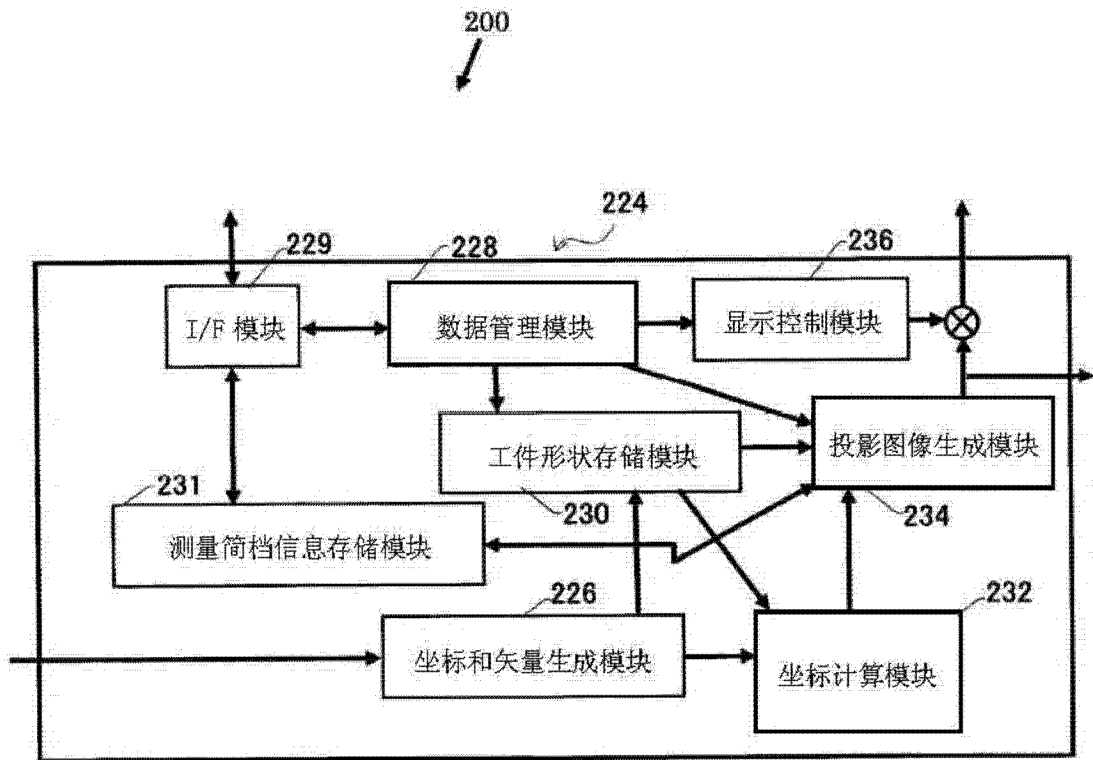 200
224
229
228
236
I/F 模块
数据管理模块
显示控制模块
工件形状存储模块
投影图像生成模块
231
230
234
测量简档信息存储模块
226
232
坐标和矢量生成模块
坐标计算模块